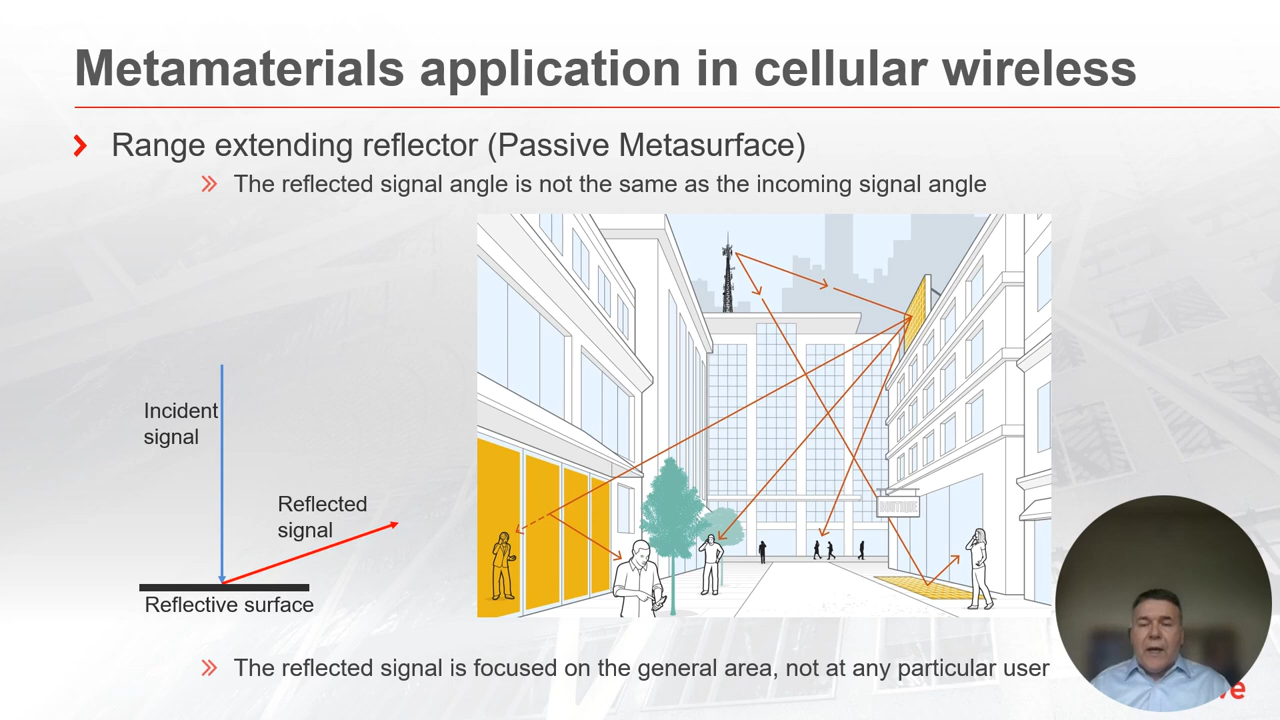 Metamaterials application in cellular wireless
Range extending reflector (Passive Metasurface)
The reflected signal angle is not the same as the incoming signal angle
Incident
signal
Reflected
signal
Reflective surface
BOUTIQUE
The reflected signal is focused on the general area, not at any particular user